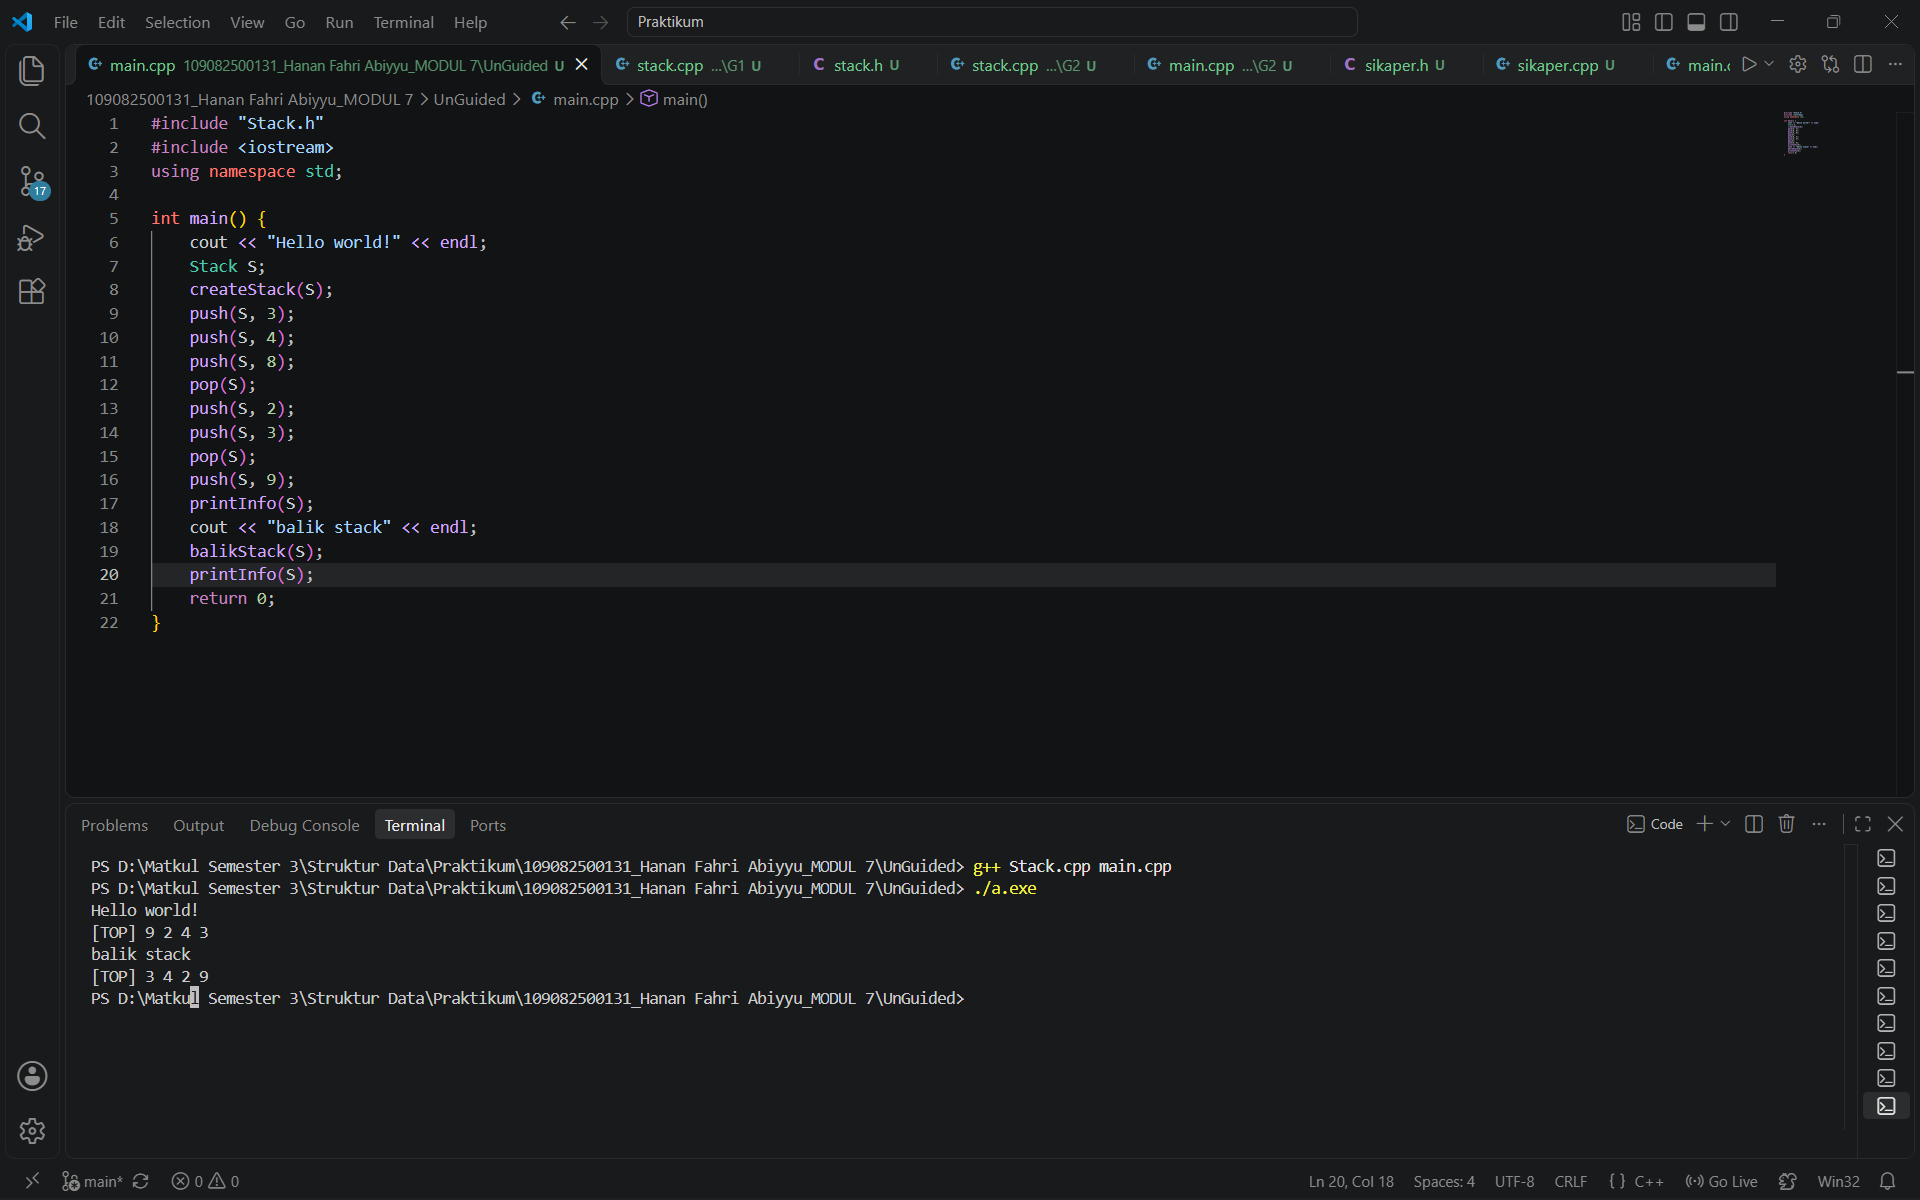 File Edit Selection View Go Run Terminal Help Praktikum
main.cpp 109082500131_Hanan Fahri Abiyyu_MODUL 7\UnGuided U stack.cpp ...\G1 U stack.h U stack.cpp ...\G2 U main.cpp ...\G2 U sikaper.h U sikaper.cpp U main.c
109082500131_Hanan Fahri Abiyyu_MODUL 7 > UnGuided > main.cpp > main()
1 #include "Stack.h"
2 #include <iostream>
3 using namespace std;
4
5 int main() {
6 cout << "Hello world!" << endl;
7 Stack S;
8 createStack(S);
9 push(S, 3);
10 push(S, 4);
11 push(S, 8);
12 pop(S);
13 push(S, 2);
14 push(S, 3);
15 pop(S);
16 push(S, 9);
17 printInfo(S);
18 cout << "balik stack" << endl;
19 balikStack(S);
20 printInfo(S);
21 return 0;
22 }
17
Problems Output Debug Console Terminal Ports Code
PS D:\Matkul Semester 3\Struktur Data\Praktikum\109082500131_Hanan Fahri Abiyyu_MODUL 7\UnGuided> g++ Stack.cpp main.cpp
PS D:\Matkul Semester 3\Struktur Data\Praktikum\109082500131_Hanan Fahri Abiyyu_MODUL 7\UnGuided> ./a.exe
Hello world!
[TOP] 9 2 4 3
balik stack
[TOP] 3 4 2 9
PS D:\Matkul Semester 3\Struktur Data\Praktikum\109082500131_Hanan Fahri Abiyyu_MODUL 7\UnGuided>
main* 0 0 Ln 20, Col 18 Spaces: 4 UTF-8 CRLF {} C++ Go Live Win32